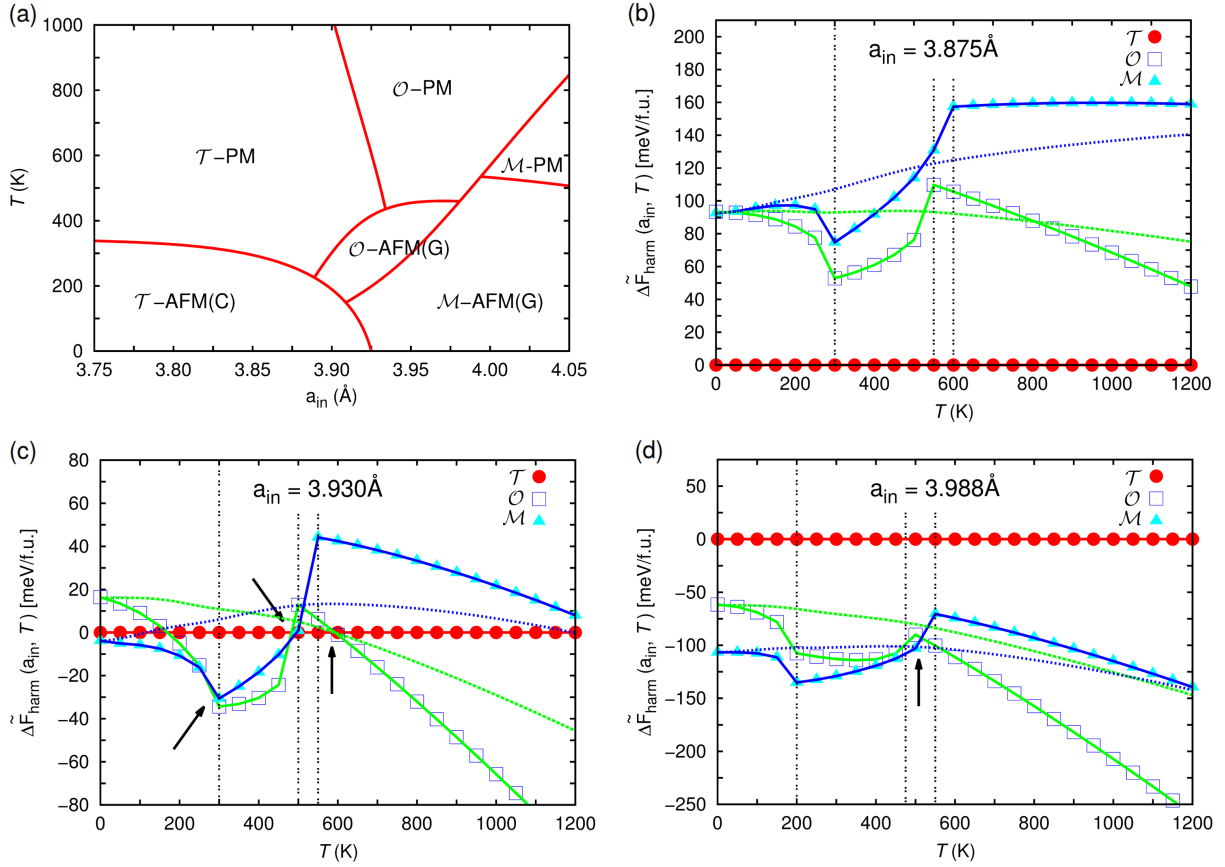 (a)
1000
800
600
400
200
0
T
(K)
𝒪-PM
𝒯-PM
ℳ-PM
𝒪-AFM(G)
𝒯-AFM(C)
ℳ-AFM(G)
3.75 3.80 3.85 3.90 3.95 4.00 4.05
a_in (Å)
(b)
a_in = 3.875Å
𝒯
𝒪
ℳ
200
180
160
140
120
100
80
60
40
20
0
ΔF̃_harm (a_in, T) [meV/f.u.]
0 200 400 600 800 1000 1200
T (K)
(c)
a_in = 3.930Å
𝒯
𝒪
ℳ
80
60
40
20
0
−20
−40
−60
−80
ΔF̃_harm (a_in, T) [meV/f.u.]
0 200 400 600 800 1000 1200
T (K)
(d)
a_in = 3.988Å
𝒯
𝒪
ℳ
50
0
−50
−100
−150
−200
−250
ΔF̃_harm (a_in, T) [meV/f.u.]
0 200 400 600 800 1000 1200
T (K)